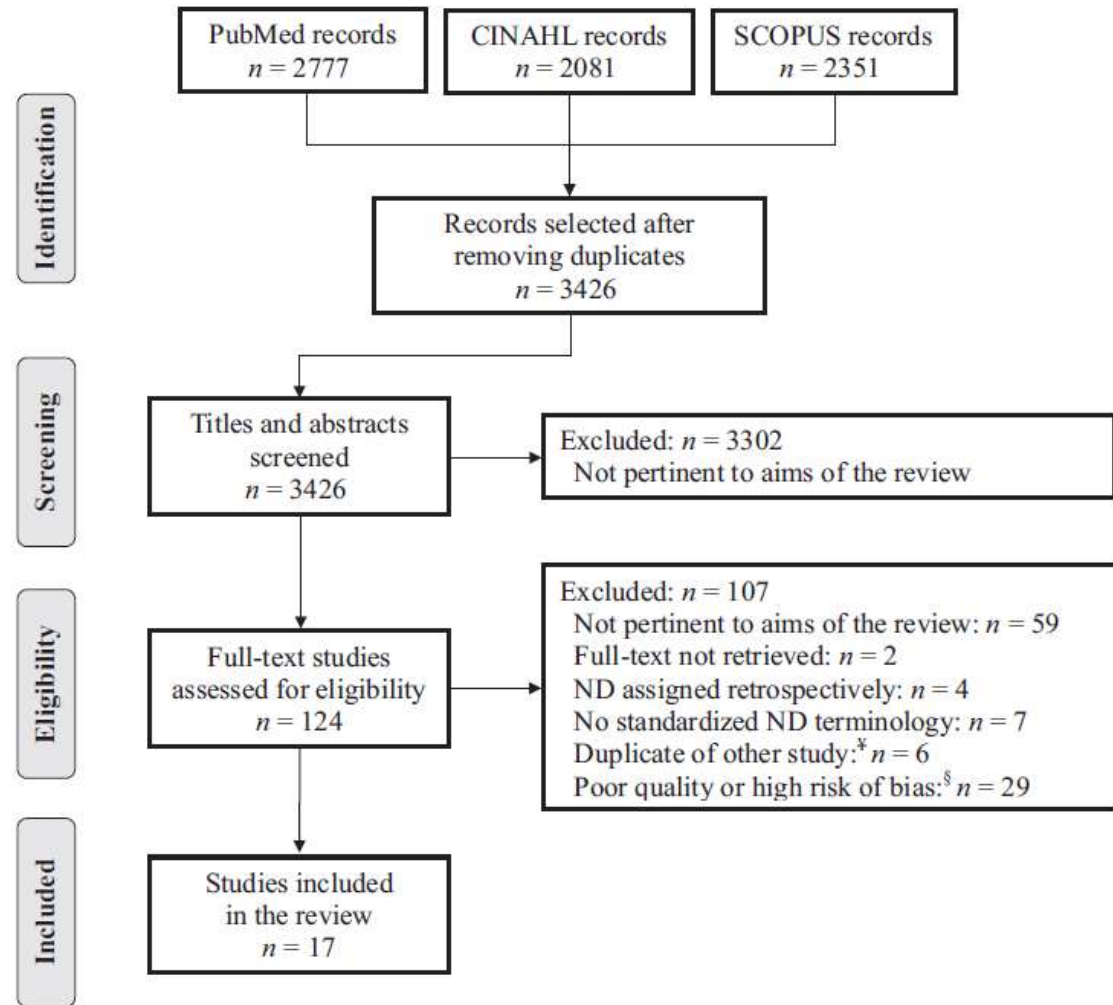 PubMed records
n = 2777
CINAHL records
n = 2081
SCOPUS records
n = 2351
Identification
Records selected after
removing duplicates
n = 3426
Screening
Titles and abstracts
screened
n = 3426
Excluded: n = 3302
Not pertinent to aims of the review
Eligibility
Full-text studies
assessed for eligibility
n = 124
Excluded: n = 107
Not pertinent to aims of the review: n = 59
Full-text not retrieved: n = 2
ND assigned retrospectively: n = 4
No standardized ND terminology: n = 7
Duplicate of other study:¥ n = 6
Poor quality or high risk of bias:§ n = 29
Included
Studies included
in the review
n = 17